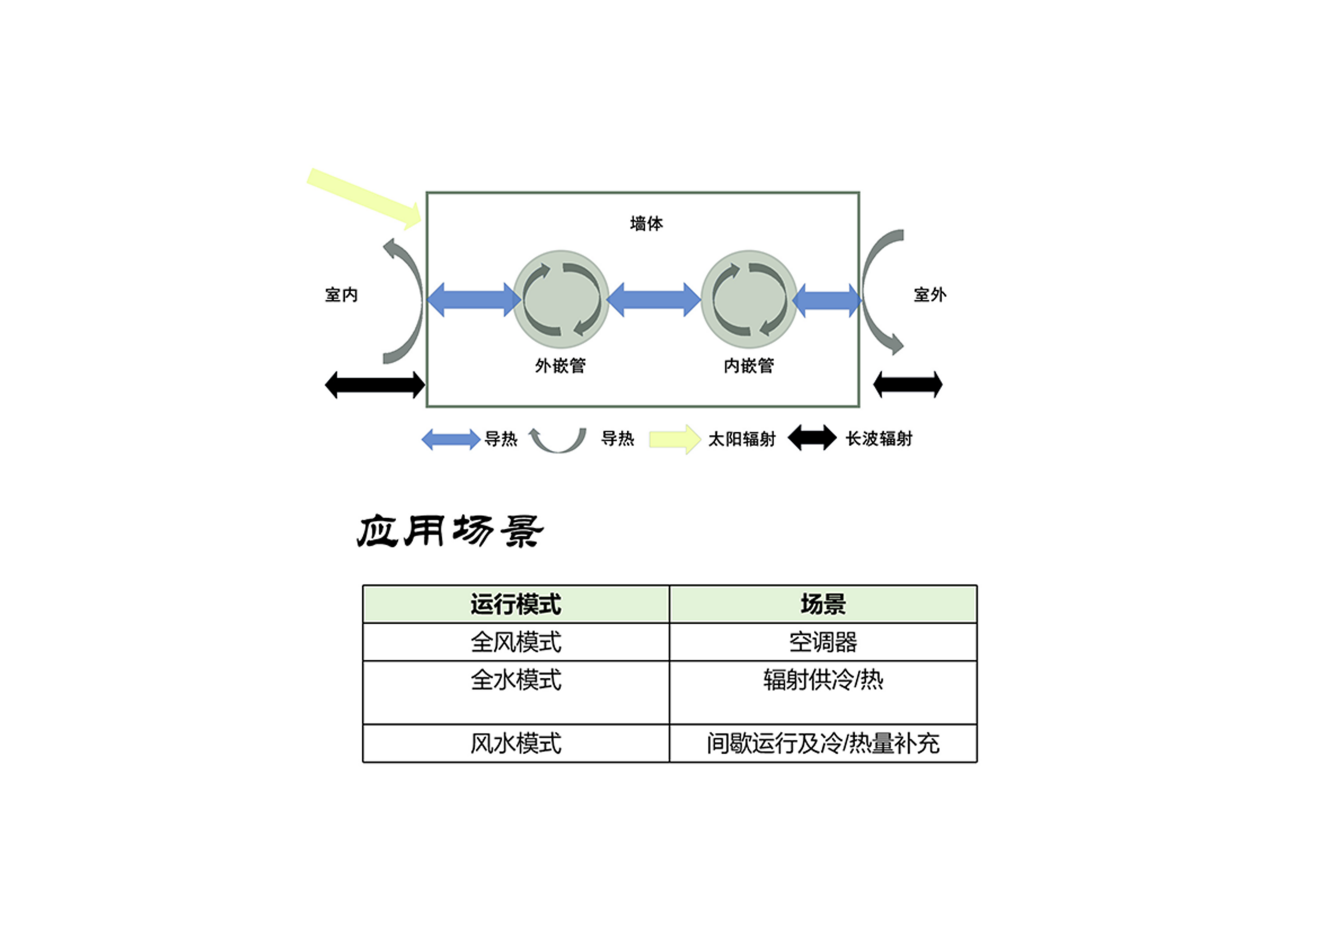 墙体
室内
室外
外嵌管
内嵌管
导热 导热 太阳辐射 长波辐射
应用场景
运行模式 场景
全风模式 空调器
全水模式 辐射供冷/热
风水模式 间歇运行及冷/热量补充